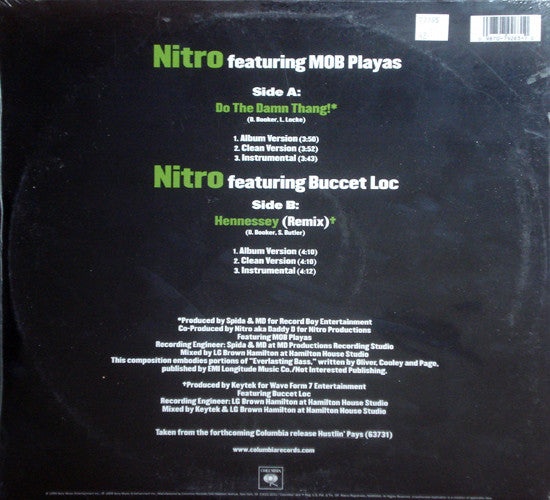 Nitro featuring MOB Playas
Side A:
Do The Damn Thang!*
(D. Booker, L. Locke)
1. Album Version (3:50)
2. Clean Version (3:52)
3. Instrumental (3:43)
Nitro featuring Buccet Loc
Side B:
Hennessey (Remix)†
(D. Booker, S. Butler)
1. Album Version (4:10)
2. Clean Version (4:10)
3. Instrumental (4:12)
*Produced by Spida & MD for Record Boy Entertainment
Co-Produced by Nitro aka Daddy D for Nitro Productions
Featuring MOB Playas
Recording Engineer: Spida & MD at MD Productions Recording Studio
Mixed by LG Brown Hamilton at Hamilton House Studio
This composition embodies portions of "Everlasting Bass," written by Oliver, Cooley and Page,
published by EMI Longitude Music Co./Not Interested Publishing.
†Produced by Keytek for Wave Form 7 Entertainment
Featuring Buccet Loc
Recording Engineer: LG Brown Hamilton at Hamilton House Studio
Mixed by Keytek & LG Brown Hamilton at Hamilton House Studio
Taken from the forthcoming Columbia release Hustlin' Pays (63731)
www.columbiarecords.com
COLUMBIA